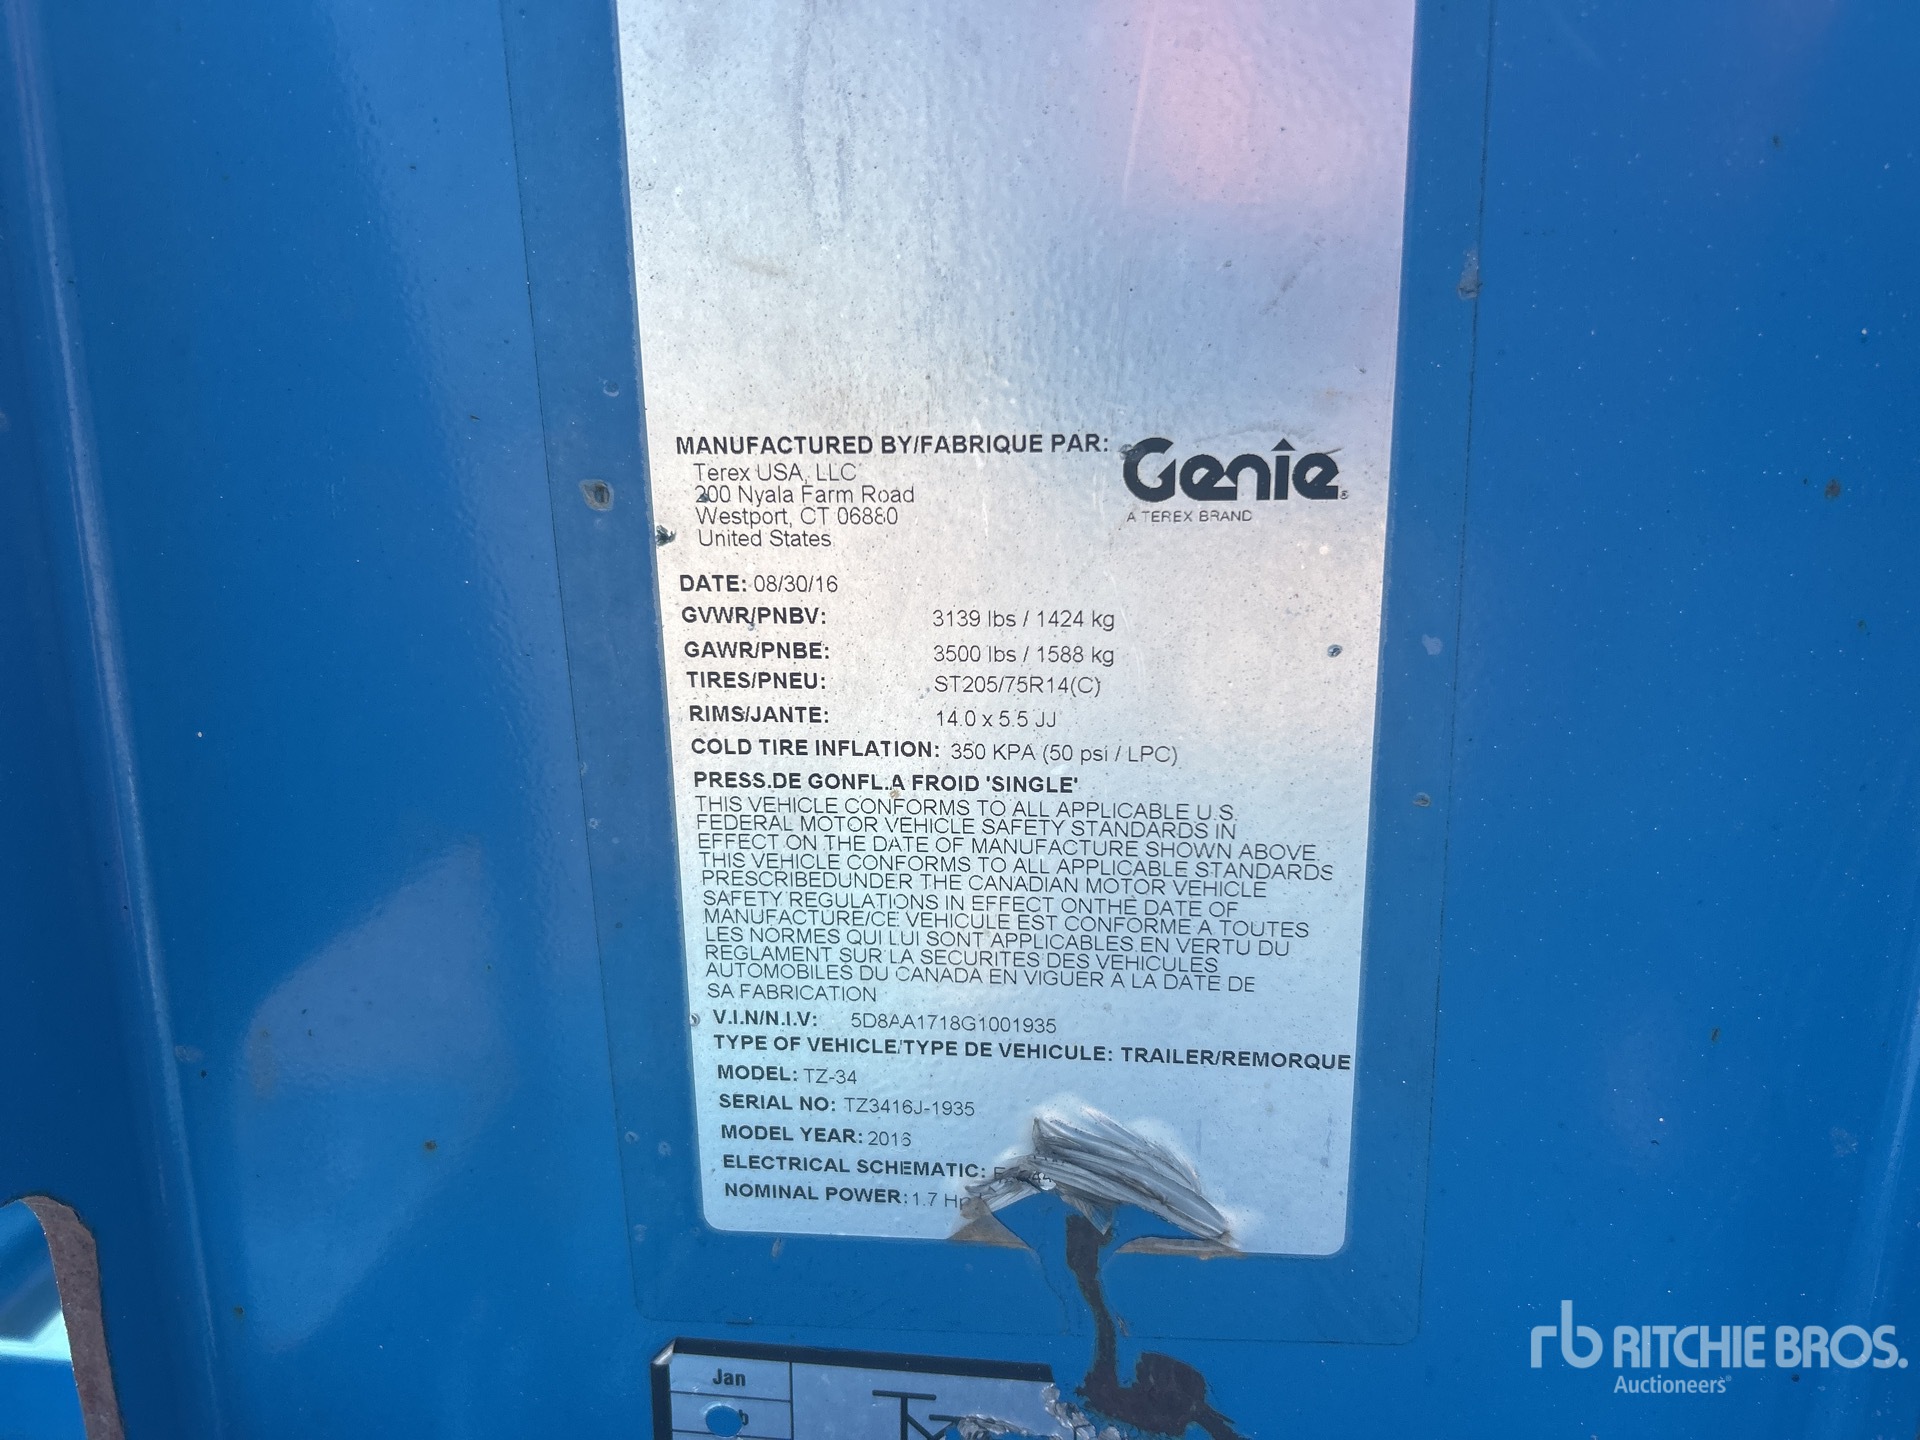 MANUFACTURED BY/FABRIQUE PAR:
Terex USA, LLC
200 Nyala Farm Road
Westport, CT 06880
United States
Genie
A TEREX BRAND
DATE: 08/30/16
GVWR/PNBV: 3139 lbs / 1424 kg
GAWR/PNBE: 3500 lbs / 1588 kg
TIRES/PNEU: ST205/75R14(C)
RIMS/JANTE: 14.0 x 5.5 JJ
COLD TIRE INFLATION: 350 KPA (50 psi / LPC)
PRESS.DE GONFL.A FROID 'SINGLE'
THIS VEHICLE CONFORMS TO ALL APPLICABLE U.S.
FEDERAL MOTOR VEHICLE SAFETY STANDARDS IN
EFFECT ON THE DATE OF MANUFACTURE SHOWN ABOVE.
THIS VEHICLE CONFORMS TO ALL APPLICABLE STANDARDS
PRESCRIBEDUNDER THE CANADIAN MOTOR VEHICLE
SAFETY REGULATIONS IN EFFECT ONTHE DATE OF
MANUFACTURE/CE VEHICULE EST CONFORME A TOUTES
LES NORMES QUI LUI SONT APPLICABLES EN VERTU DU
REGLAMENT SUR LA SECURITES DES VEHICULES
AUTOMOBILES DU CANADA EN VIGUER A LA DATE DE
SA FABRICATION
V.I.N/N.I.V: 5D8AA1718G1001935
TYPE OF VEHICLE/TYPE DE VEHICULE: TRAILER/REMORQUE
MODEL: TZ-34
SERIAL NO: TZ3416J-1935
MODEL YEAR: 2016
ELECTRICAL SCHEMATIC:
NOMINAL POWER: 1.7 Hp
Jan
rb RITCHIE BROS.
Auctioneers